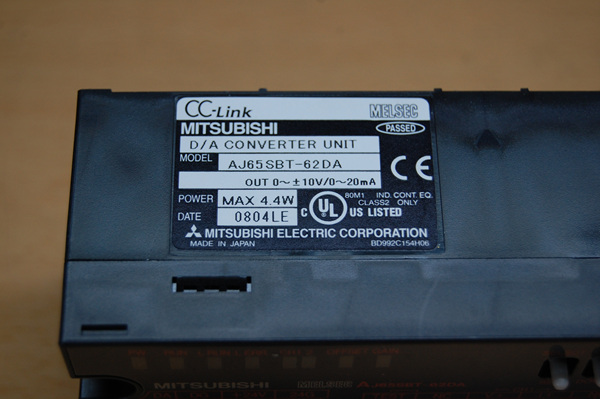 CC-Link MELSEC
MITSUBISHI PASSED
D/A CONVERTER UNIT
MODEL AJ65SBT-62DA
OUT 0~±10V/0~20mA CE
POWER MAX 4.4W
80M1 IND. CONT. EQ.
CLASS2 ONLY
DATE 0804LE C UL US LISTED
MITSUBISHI ELECTRIC CORPORATION
MADE IN JAPAN BD992C154H06
MITSUBISHI